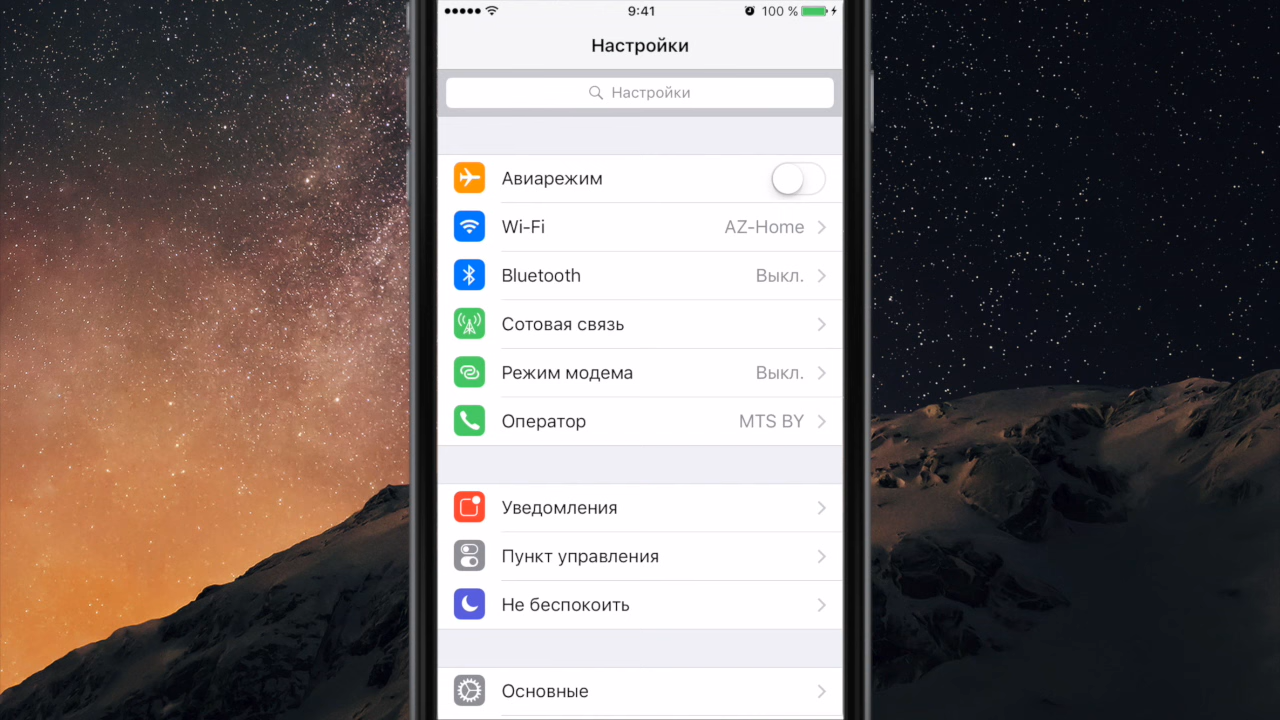 9:41 100 %
Настройки
Настройки
Авиарежим
Wi-Fi AZ-Home
Bluetooth Выкл.
Сотовая связь
Режим модема Выкл.
Оператор MTS BY
Уведомления
Пункт управления
Не беспокоить
Основные